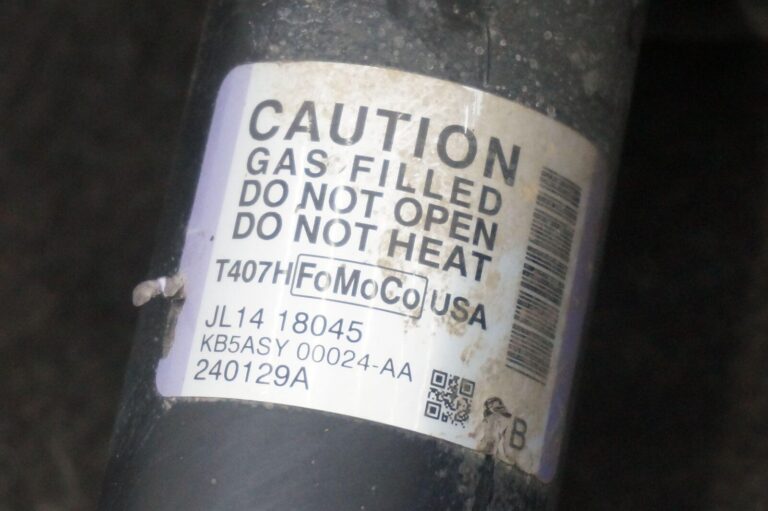 CAUTION
GAS FILLED
DO NOT OPEN
DO NOT HEAT
T407H FoMoCo USA
JL14 18045
KB5ASY 00024-AA
240129A
B